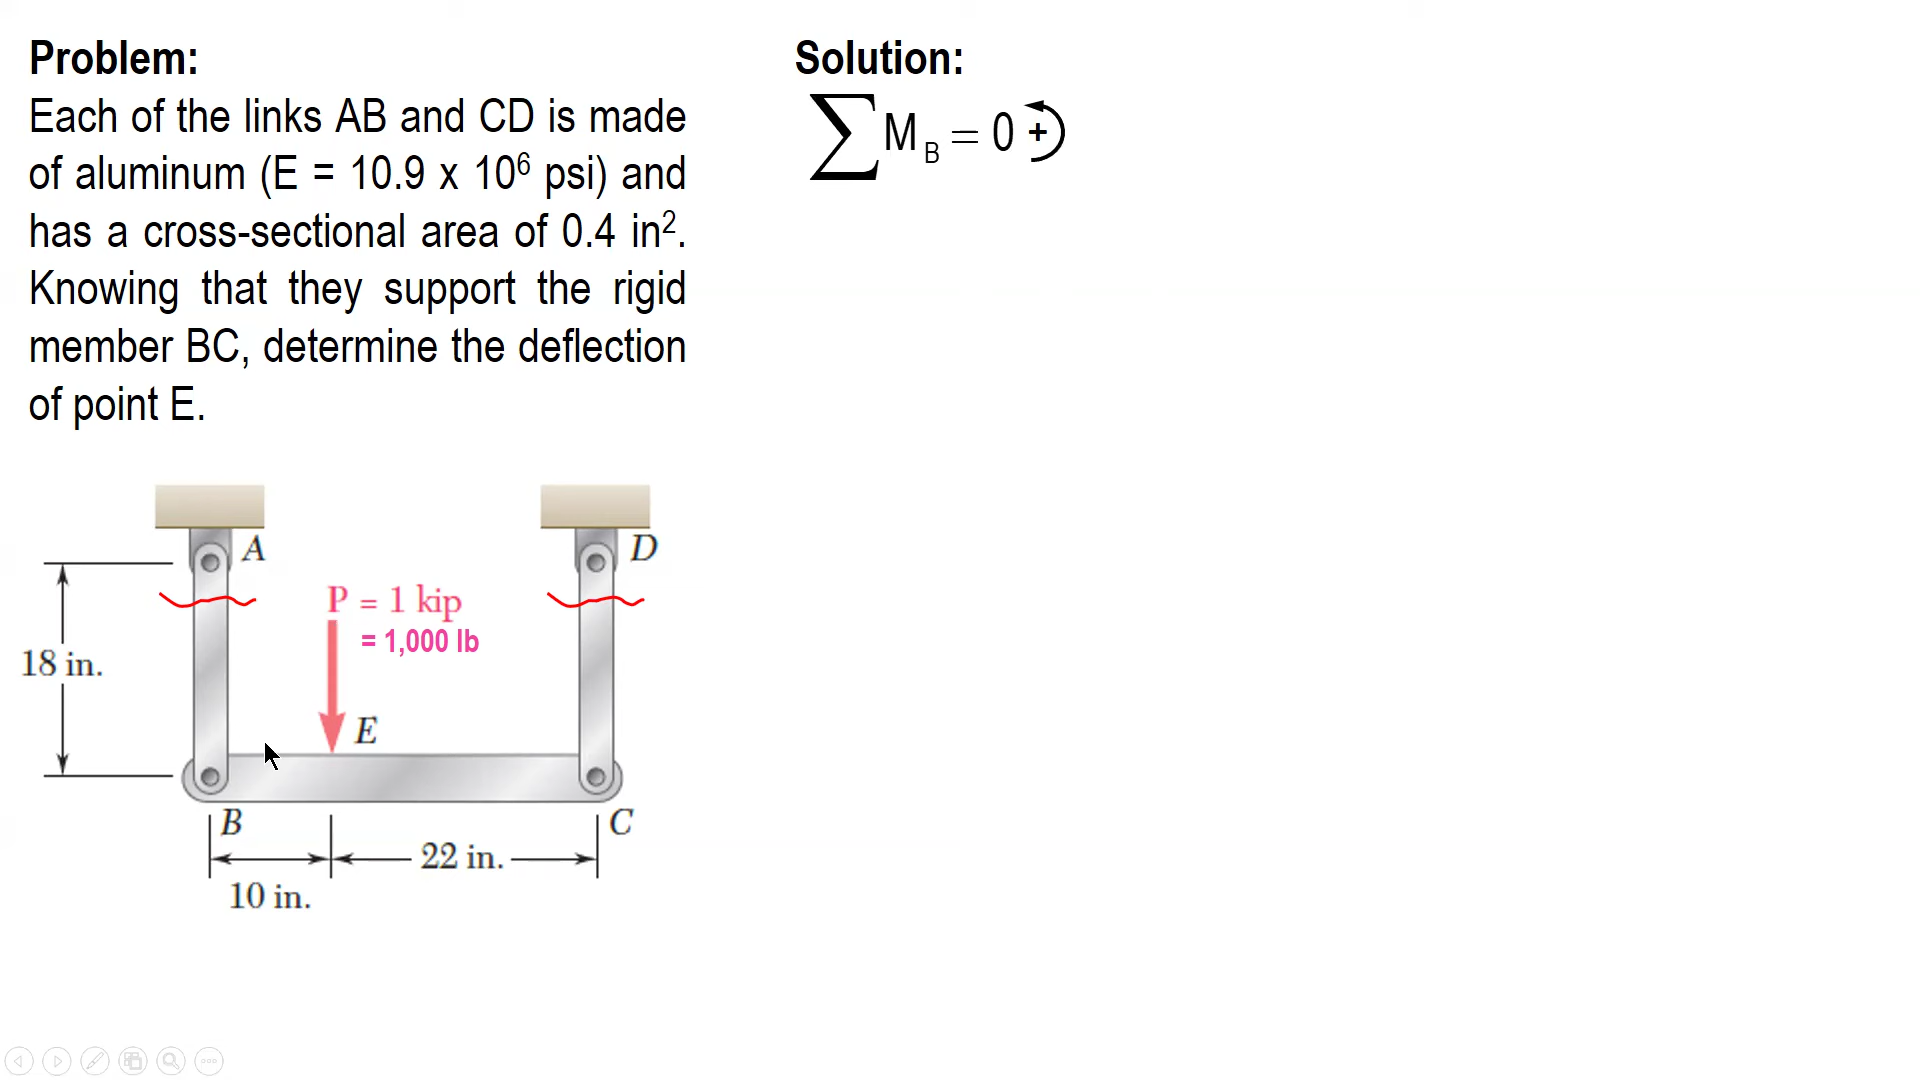 Problem:
Each of the links AB and CD is made
of aluminum (E = 10.9 x 10⁶ psi) and
has a cross-sectional area of 0.4 in².
Knowing that they support the rigid
member BC, determine the deflection
of point E.
Solution:
∑M_B = 0 +
A
D
P = 1 kip
= 1,000 lb
18 in.
E
B
C
22 in.
10 in.